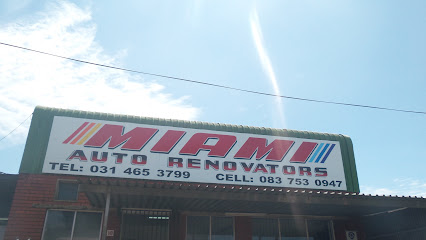 MIAMI
AUTO RENOVATORS
TEL: 031 465 3799 CELL: 083 753 0947